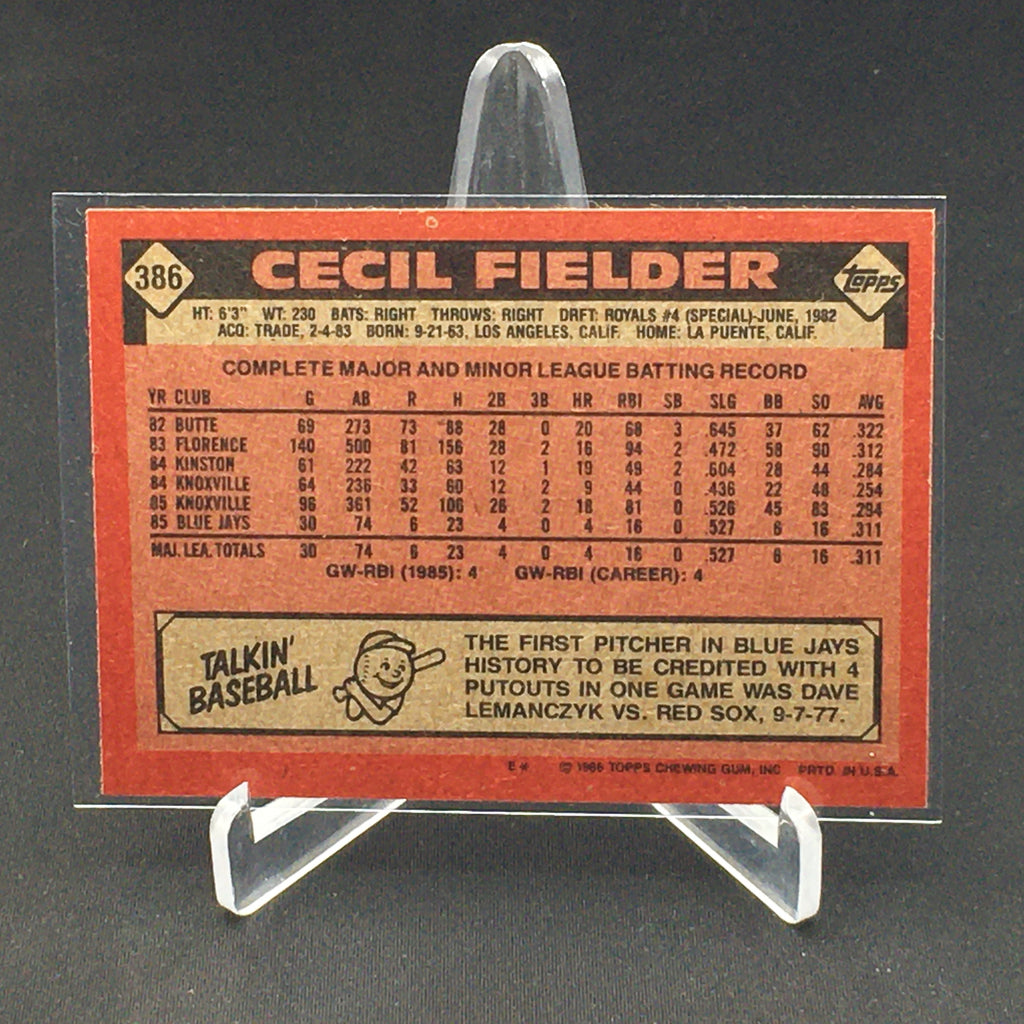 386 CECIL FIELDER topps
HT: 6'3" WT: 230 BATS: RIGHT THROWS: RIGHT DRFT: ROYALS #4 (SPECIAL)-JUNE, 1982
ACQ: TRADE, 2-4-83 BORN: 9-21-63, LOS ANGELES, CALIF. HOME: LA PUENTE, CALIF.
COMPLETE MAJOR AND MINOR LEAGUE BATTING RECORD
YR CLUB G AB R H 2B 3B HR RBI SB SLG BB SO AVG
82 BUTTE 69 273 73 88 28 0 20 68 3 .645 37 62 .322
83 FLORENCE 140 500 81 156 28 2 16 94 2 .472 58 90 .312
84 KINSTON 61 222 42 63 12 1 19 49 2 .604 28 44 .284
84 KNOXVILLE 64 236 33 60 12 2 9 44 0 .436 22 48 .254
85 KNOXVILLE 96 361 52 106 26 2 18 81 0 .526 45 83 .294
85 BLUE JAYS 30 74 6 23 4 0 4 16 0 .527 6 16 .311
MAJ. LEA. TOTALS 30 74 6 23 4 0 4 16 0 .527 6 16 .311
GW-RBI (1985): 4 GW-RBI (CAREER): 4
TALKIN'
BASEBALL
THE FIRST PITCHER IN BLUE JAYS
HISTORY TO BE CREDITED WITH 4
PUTOUTS IN ONE GAME WAS DAVE
LEMANCZYK VS. RED SOX, 9-7-77.
E* © 1986 TOPPS CHEWING GUM, INC PRTD. IN U.S.A.